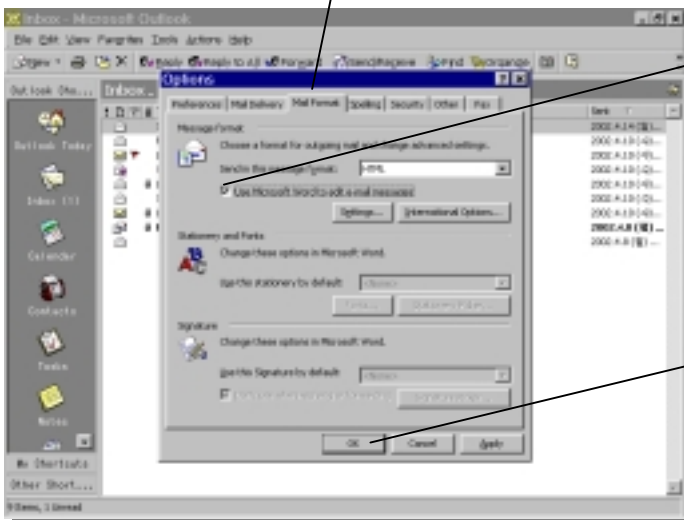 Inbox - Microsoft Outlook
File Edit View Favorites Tools Actions Help
New Reply Reply to All Forward Send/Receive Find Organize
Outlook Sho...
Inbox
Options
Preferences Mail Delivery Mail Format Spelling Security Other Fax
Sent
Message format
Choose a format for outgoing mail and change advanced settings.
Send in this message format: HTML
Use Microsoft Word to edit e-mail messages
Settings... International Options...
Stationery and Fonts
Change these options in Microsoft Word.
Use this stationery by default:
Fonts... Stationery Picker...
Signature
Change these options in Microsoft Word.
Use this Signature by default:
OK Cancel Apply
Outlook Today
Inbox (1)
Calendar
Contacts
Tasks
Notes
My Shortcuts
Other Short...
9 Items, 1 Unread